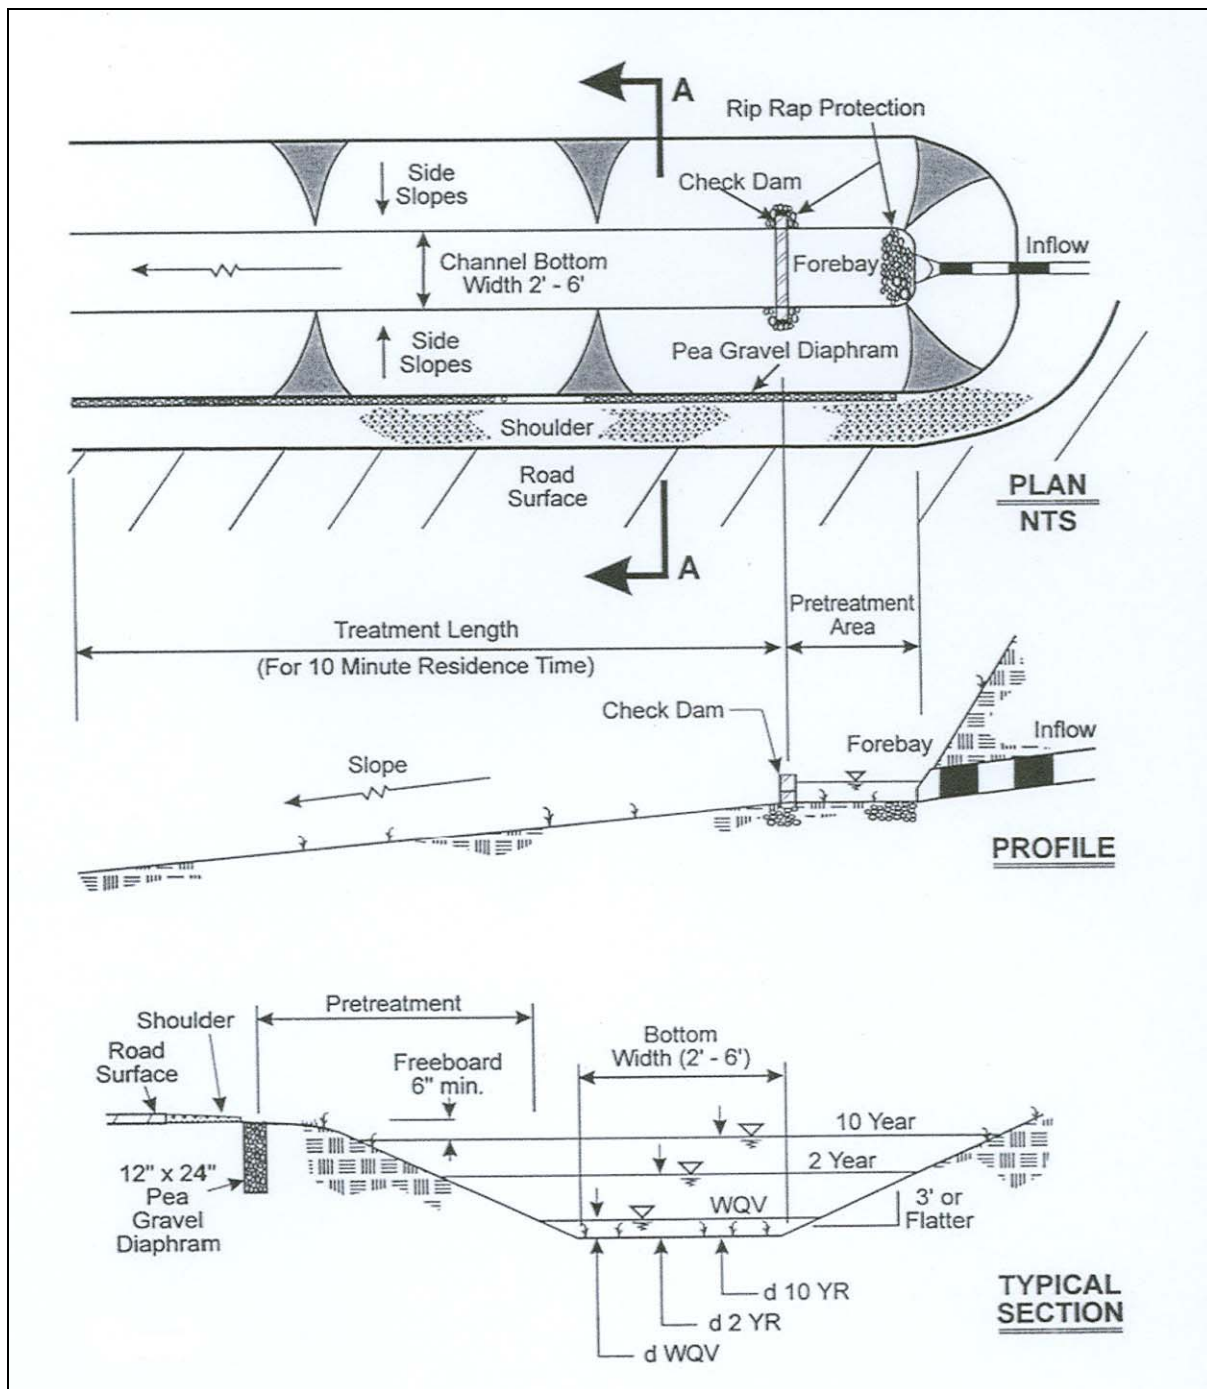 A
Rip Rap Protection
Side
Slopes
Check Dam
Inflow
Channel Bottom
Width 2' - 6'
Forebay
Side
Slopes
Pea Gravel Diaphram
Shoulder
Road
Surface
PLAN
NTS
A
Pretreatment
Area
Treatment Length
(For 10 Minute Residence Time)
Check Dam
Forebay
Inflow
Slope
PROFILE
Pretreatment
Shoulder
Road
Surface
Freeboard
6" min.
Bottom
Width (2' - 6')
10 Year
2 Year
12" x 24"
Pea
Gravel
Diaphram
WQV
3' or
Flatter
d 10 YR
d 2 YR
d WQV
TYPICAL
SECTION